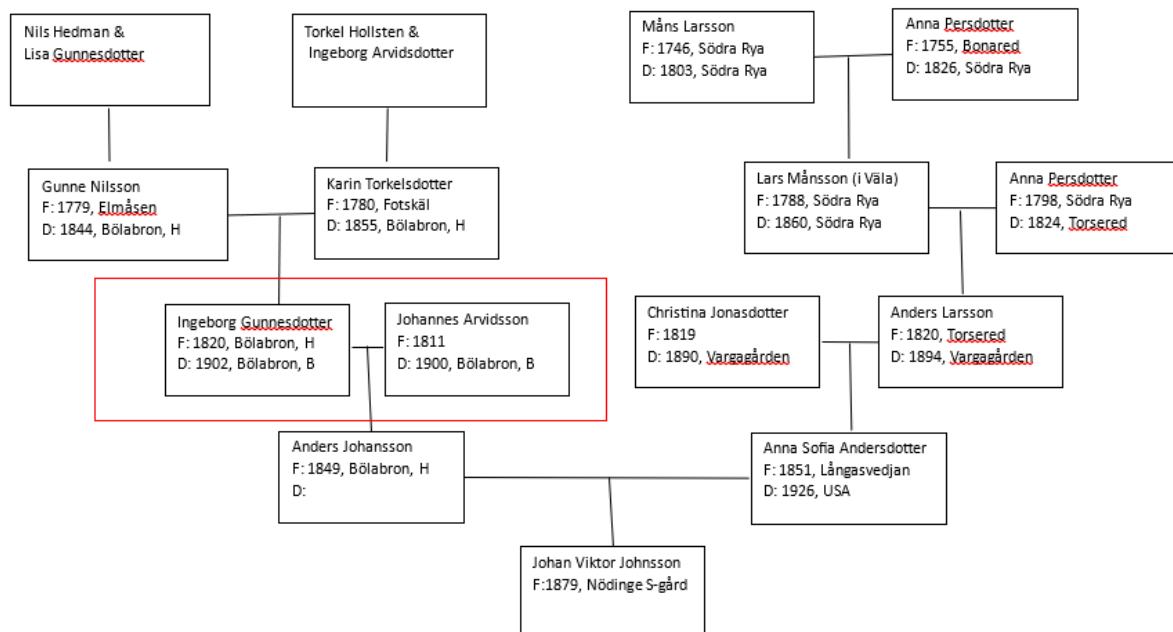 Nils Hedman &
Lisa Gunnesdotter
Torkel Hollsten &
Ingeborg Arvidsdotter
Måns Larsson
F: 1746, Södra Rya
D: 1803, Södra Rya
Anna Persdotter
F: 1755, Bonared
D: 1826, Södra Rya
Gunne Nilsson
F: 1779, Elmåsen
D: 1844, Bölabron, H
Karin Torkelsdotter
F: 1780, Fotskäl
D: 1855, Bölabron, H
Lars Månsson (i Väla)
F: 1788, Södra Rya
D: 1860, Södra Rya
Anna Persdotter
F: 1798, Södra Rya
D: 1824, Torsered
Ingeborg Gunnesdotter
F: 1820, Bölabron, H
D: 1902, Bölabron, B
Johannes Arvidsson
F: 1811
D: 1900, Bölabron, B
Christina Jonasdotter
F: 1819
D: 1890, Vargagården
Anders Larsson
F: 1820, Torsered
D: 1894, Vargagården
Anders Johansson
F: 1849, Bölabron, H
D:
Anna Sofia Andersdotter
F: 1851, Långasvedjan
D: 1926, USA
Johan Viktor Johnsson
F:1879, Nödinge S-gård